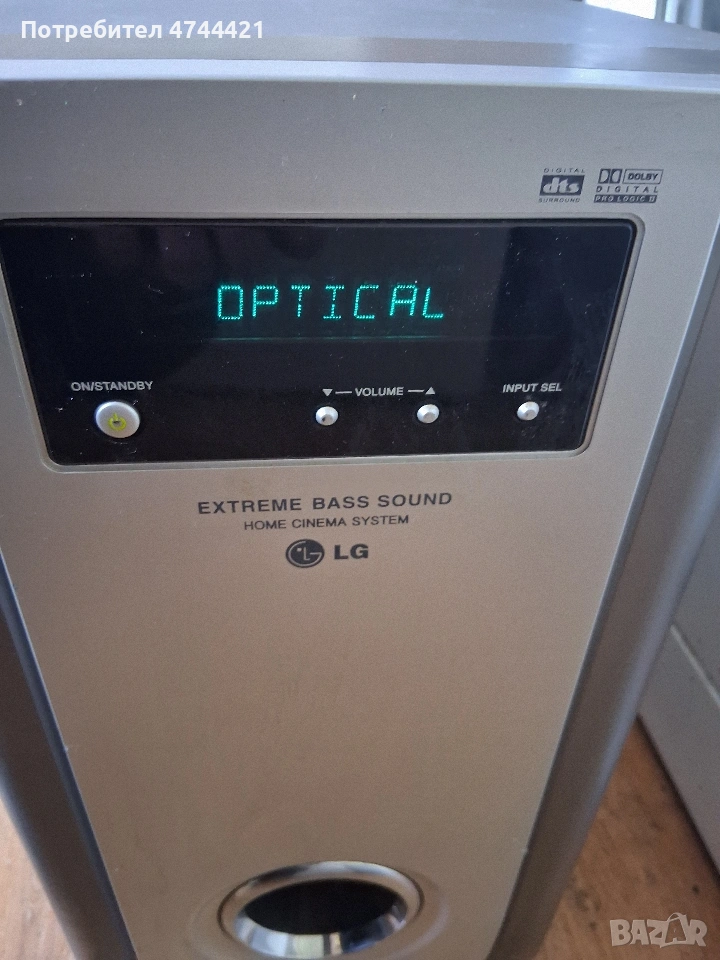 Потребител 4744421
DIGITAL
dts
SURROUND
DOLBY
DIGITAL
PRO LOGIC II
OPTICAL
ON/STANDBY
▼ — VOLUME — ▲
INPUT SEL
EXTREME BASS SOUND
HOME CINEMA SYSTEM
LG
BAZAR